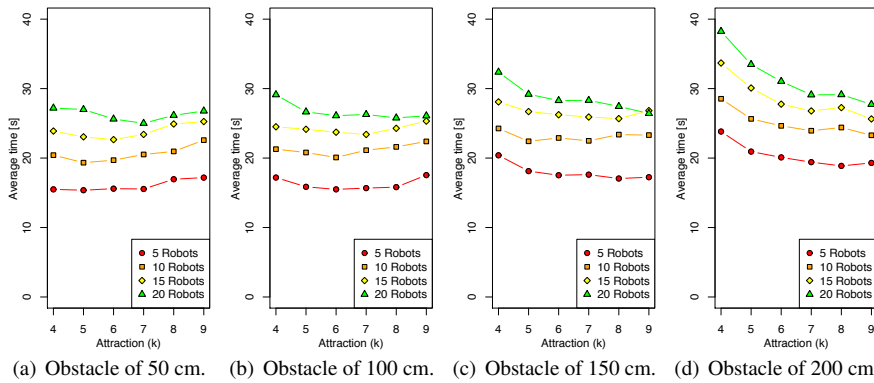 Average time [s]
0 10 20 30 40
4 5 6 7 8 9
Attraction (k)
5 Robots
10 Robots
15 Robots
20 Robots
(a) Obstacle of 50 cm.
Average time [s]
0 10 20 30 40
4 5 6 7 8 9
Attraction (k)
5 Robots
10 Robots
15 Robots
20 Robots
(b) Obstacle of 100 cm.
Average time [s]
0 10 20 30 40
4 5 6 7 8 9
Attraction (k)
5 Robots
10 Robots
15 Robots
20 Robots
(c) Obstacle of 150 cm.
Average time [s]
0 10 20 30 40
4 5 6 7 8 9
Attraction (k)
5 Robots
10 Robots
15 Robots
20 Robots
(d) Obstacle of 200 cm